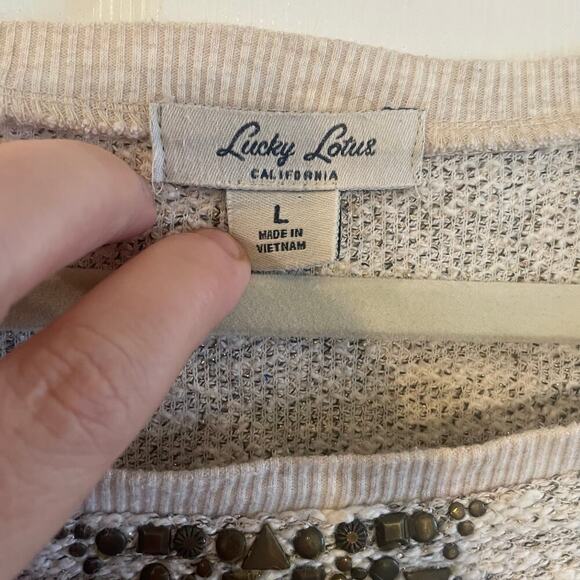 Lucky Lotus
CALIFORNIA
L
MADE IN
VIETNAM